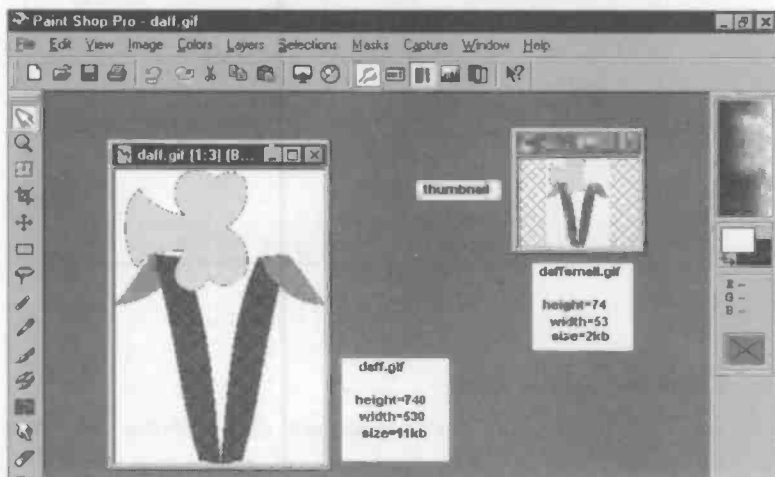 Paint Shop Pro - daff.gif
File Edit View Image Colors Layers Selections Masks Capture Window Help
daff.gif [1:3] (B...
thumbnail
daffsmall.gif
height=74
width=53
size=2kb
daff.gif
height=740
width=530
size=11kb
R -
G -
B -